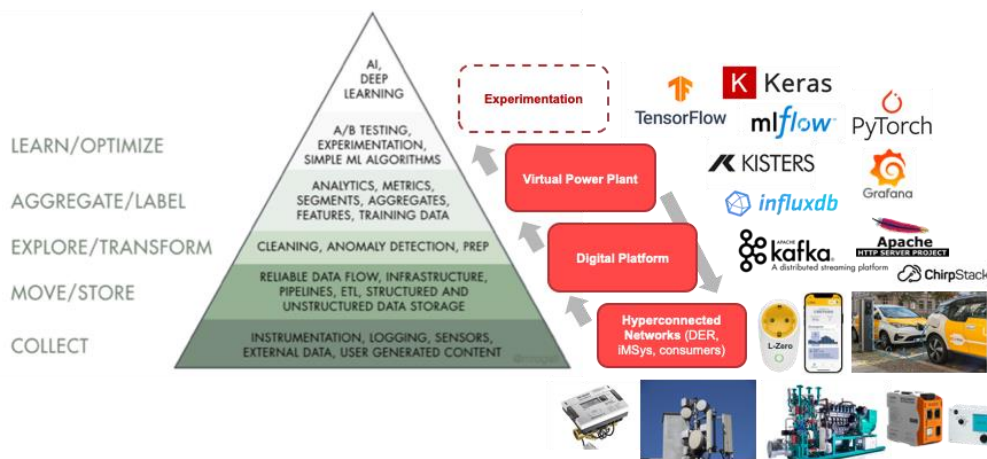 AI,
DEEP
LEARNING
LEARN/OPTIMIZE
A/B TESTING,
EXPERIMENTATION,
SIMPLE ML ALGORITHMS
AGGREGATE/LABEL
ANALYTICS, METRICS,
SEGMENTS, AGGREGATES,
FEATURES, TRAINING DATA
EXPLORE/TRANSFORM
CLEANING, ANOMALY DETECTION, PREP
MOVE/STORE
RELIABLE DATA FLOW, INFRASTRUCTURE,
PIPELINES, ETL, STRUCTURED AND
UNSTRUCTURED DATA STORAGE
COLLECT
INSTRUMENTATION, LOGGING, SENSORS,
EXTERNAL DATA, USER GENERATED CONTENT
Experimentation
Virtual Power Plant
Digital Platform
Hyperconnected
Networks (DER,
iMSys, consumers)
TensorFlow
K Keras
mlflow
PyTorch
KISTERS
Grafana
influxdb
APACHE
kafka
A distributed streaming platform
Apache
HTTP SERVER PROJECT
ChirpStack
L-Zero